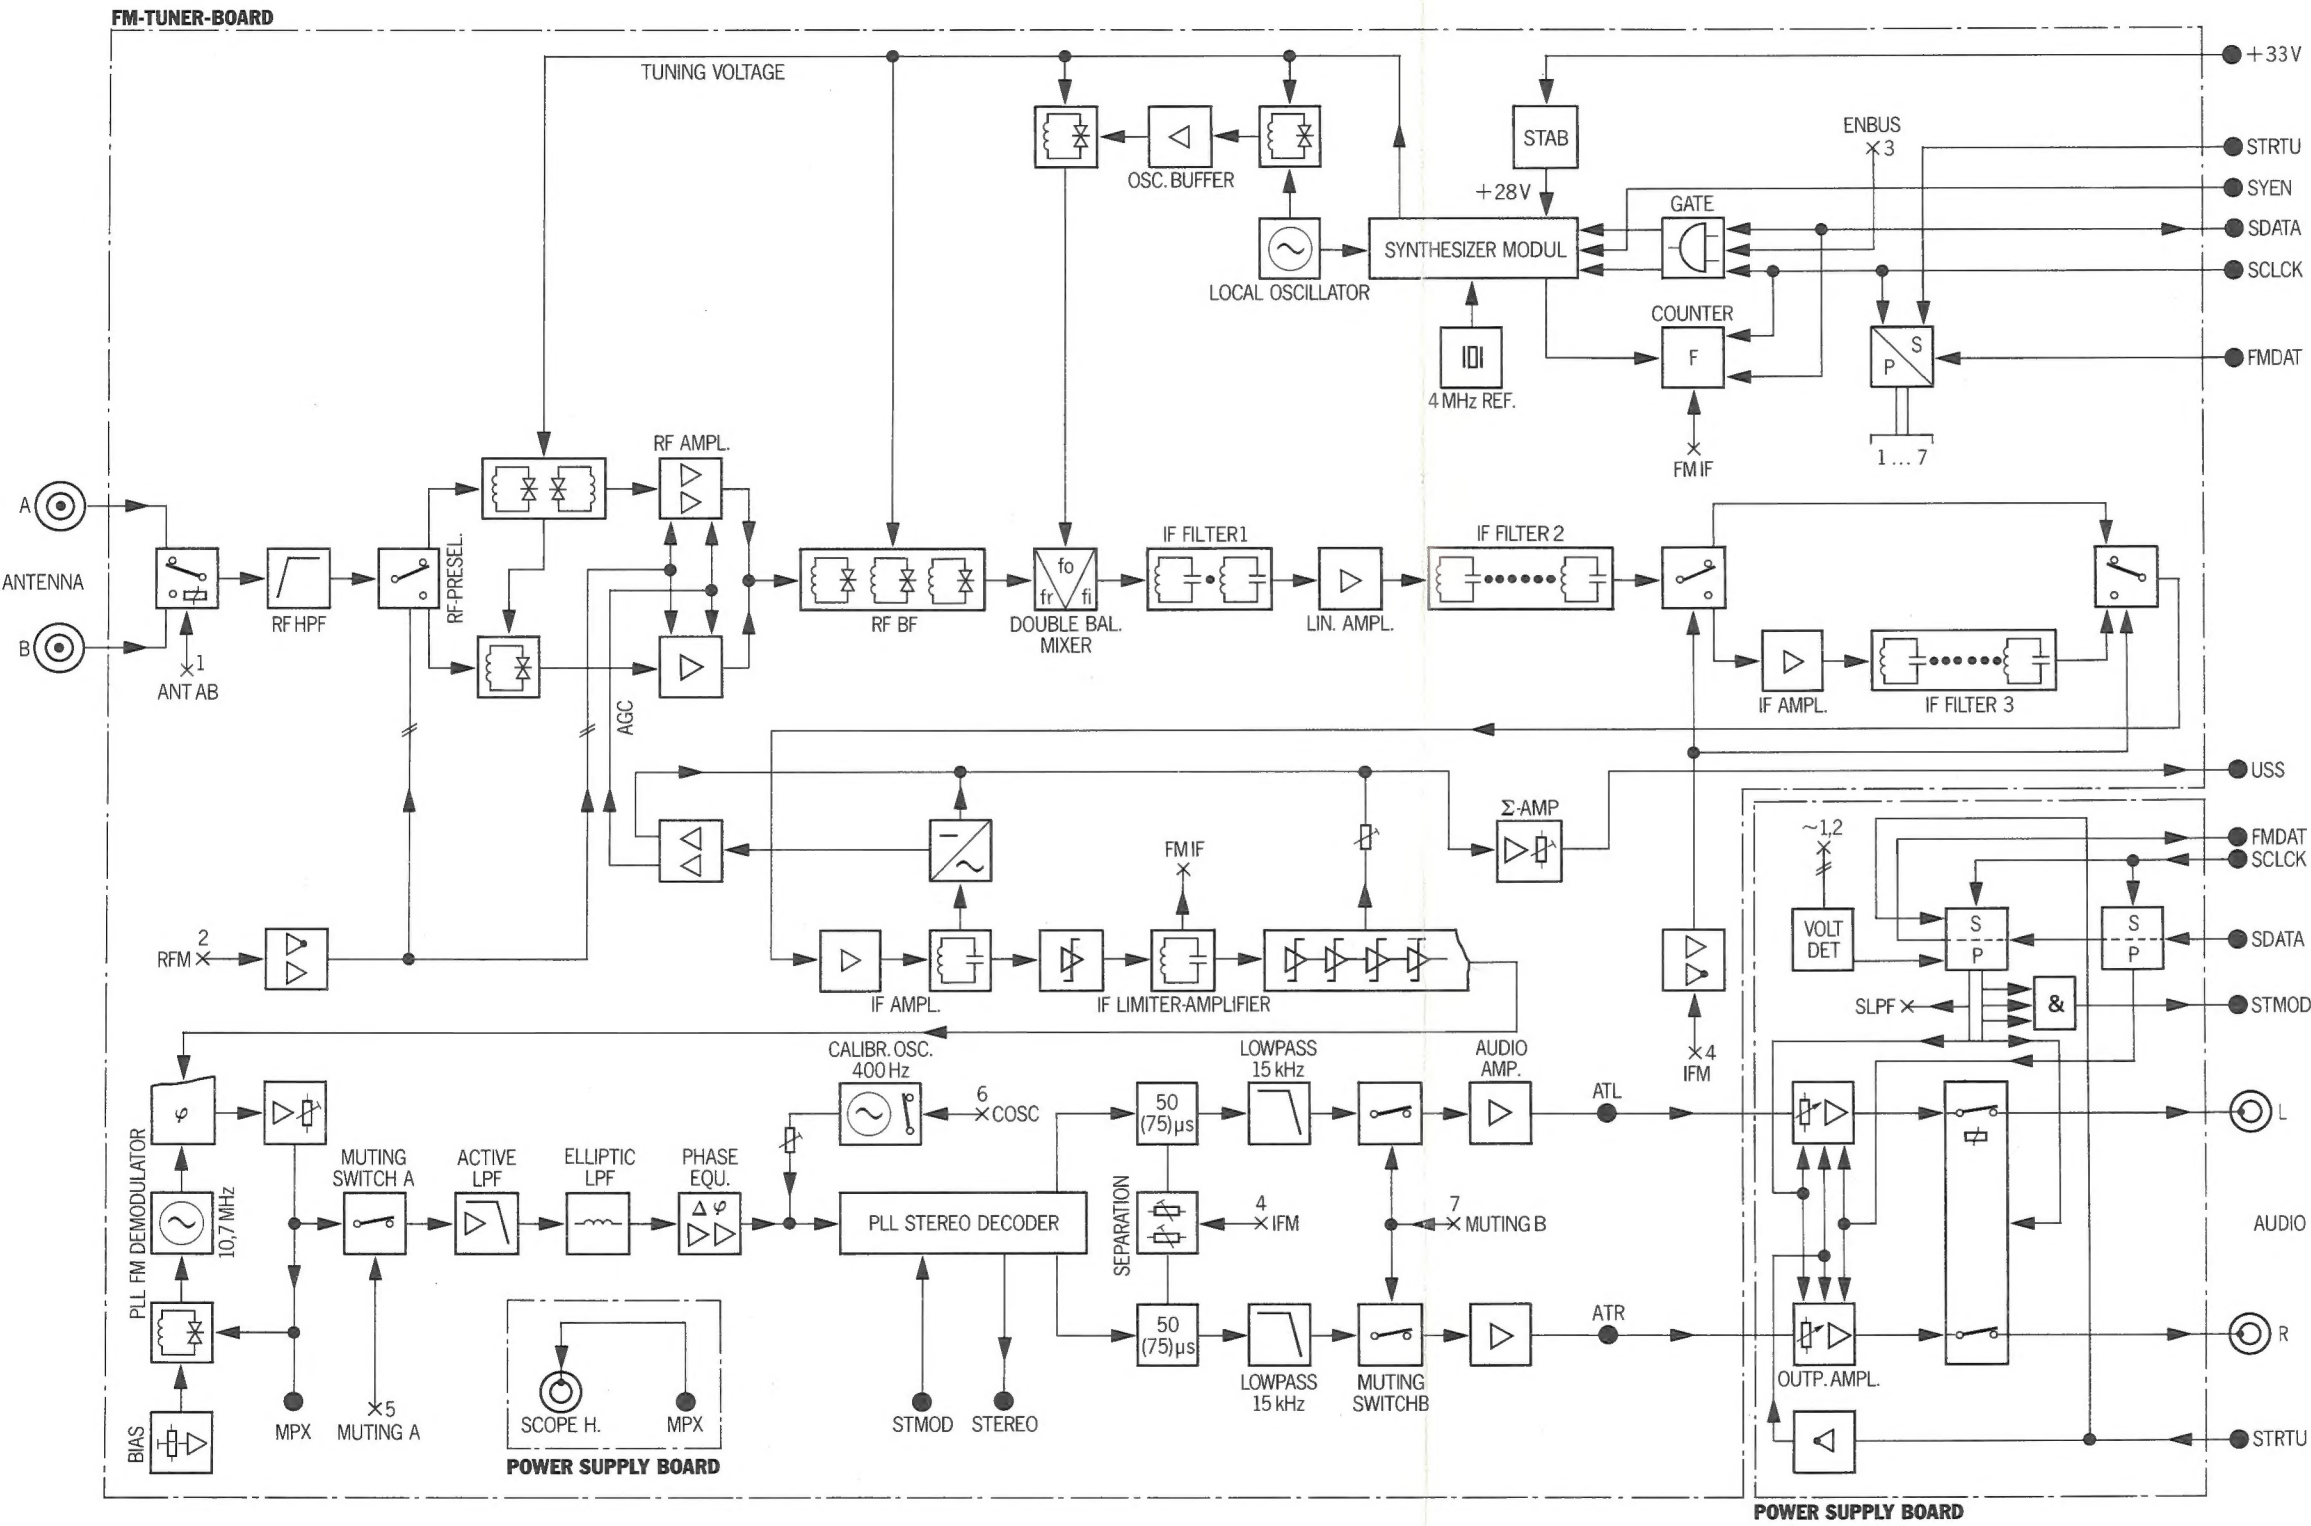 FM-TUNER-BOARD
TUNING VOLTAGE
+33V
STAB
ENBUS
3
STRTU
OSC. BUFFER
+28V
SYEN
GATE
SDATA
SYNTHESIZER MODUL
SCLCK
LOCAL OSCILLATOR
COUNTER
F
S
P
FMDAT
4 MHz REF.
FM IF
1 ... 7
RF AMPL.
A
ANTENNA
B
RF HPF
RF-PRESEL.
1
ANT AB
RF BF
fo
fr
fi
DOUBLE BAL.
MIXER
IF FILTER1
LIN. AMPL.
IF FILTER 2
IF AMPL.
IF FILTER 3
AGC
USS
Σ-AMP
~1,2
FMDAT
SCLCK
FM IF
VOLT
DET
S
P
S
P
SDATA
2
RFM
IF AMPL.
IF LIMITER-AMPLIFIER
SLPF
&
STMOD
4
IFM
CALIBR. OSC.
400 Hz
LOWPASS
15 kHz
AUDIO
AMP.
6
COSC
φ
50
(75)µs
ATL
L
PLL FM DEMODULATOR
10,7 MHz
MUTING
SWITCH A
ACTIVE
LPF
ELLIPTIC
LPF
PHASE
EQU.
Δ φ
PLL STEREO DECODER
SEPARATION
4
IFM
7
MUTING B
AUDIO
50
(75)µs
ATR
R
LOWPASS
15 kHz
MUTING
SWITCHB
OUTP. AMPL.
BIAS
MPX
5
MUTING A
SCOPE H.
MPX
STMOD
STEREO
STRTU
POWER SUPPLY BOARD
POWER SUPPLY BOARD